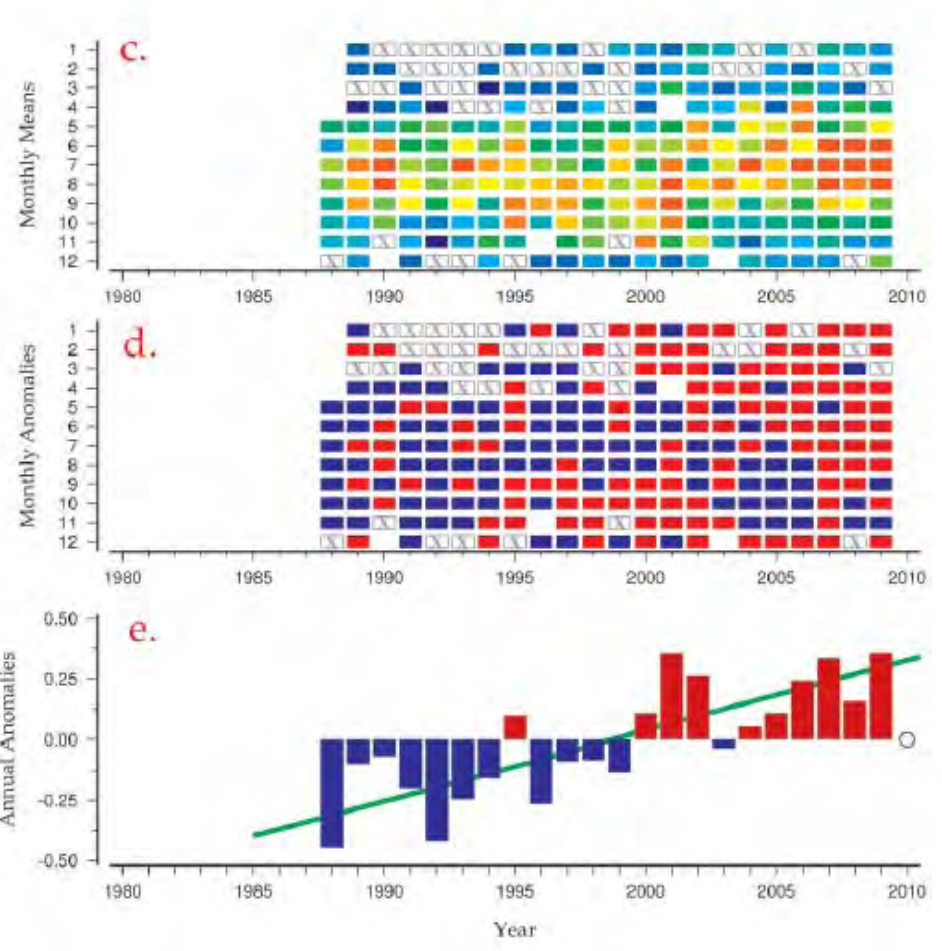 c.
Monthly Means
1 X X X X X X X X
2 X X X X X X X X X X
3 X X X X X X X
4 X X X X
5
6
7
8
9
10
11 X X
12 X X X X X
1980 1985 1990 1995 2000 2005 2010
d.
Monthly Anomalies
1 X X X X X X X X
2 X X X X X X X X X X
3 X X X X X X X
4 X X X X
5
6
7
8
9
10
11 X X
12 X X X X X
1980 1985 1990 1995 2000 2005 2010
e.
Annual Anomalies
0.50
0.25
0.00
-0.25
-0.50
1980 1985 1990 1995 2000 2005 2010
Year